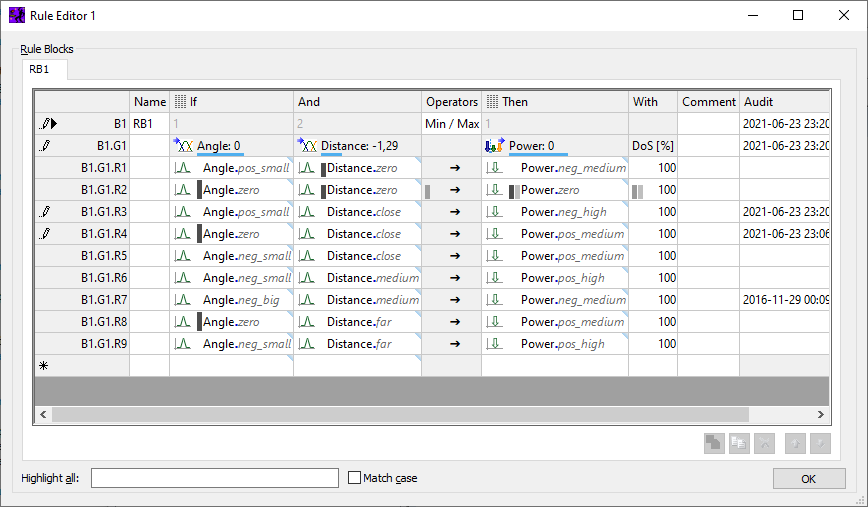 Rule Editor 1
Rule Blocks
RB1
Name If And Operators Then With Comment Audit
B1 RB1 1 2 Min / Max 1 2021-06-23 23:20
B1.G1 Angle: 0 Distance: -1,29 Power: 0 DoS [%] 2021-06-23 23:20
B1.G1.R1 Angle.pos_small Distance.zero ➔ Power.neg_medium 100
B1.G1.R2 Angle.zero Distance.zero ➔ Power.zero 100
B1.G1.R3 Angle.pos_small Distance.close ➔ Power.neg_high 100 2021-06-23 23:20
B1.G1.R4 Angle.zero Distance.close ➔ Power.pos_medium 100 2021-06-23 23:06
B1.G1.R5 Angle.neg_small Distance.close ➔ Power.pos_medium 100
B1.G1.R6 Angle.neg_small Distance.medium ➔ Power.pos_high 100
B1.G1.R7 Angle.neg_big Distance.medium ➔ Power.neg_medium 100 2016-11-29 00:09
B1.G1.R8 Angle.zero Distance.far ➔ Power.pos_medium 100
B1.G1.R9 Angle.neg_small Distance.far ➔ Power.pos_high 100
Highlight all: Match case OK